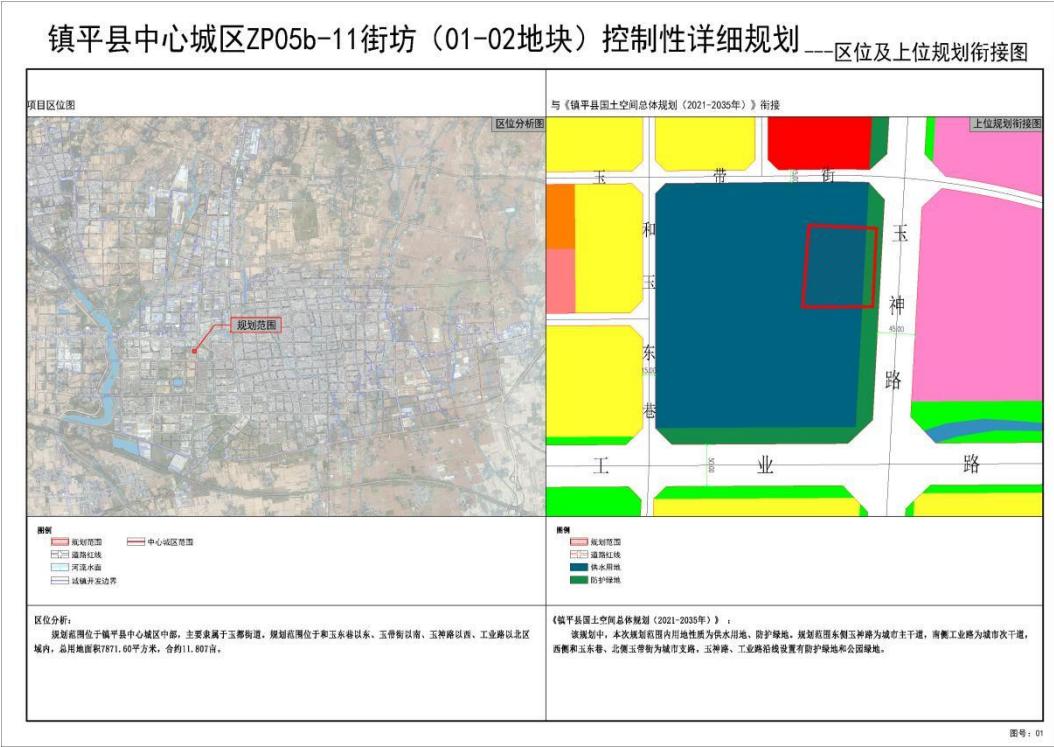 镇平县中心城区ZP05b-11街坊（01-02地块）控制性详细规划---区位及上位规划衔接图
项目区位图
区位分析图
规划范围
图例
规划范围
中心城区范围
道路红线
河流水面
城镇开发边界
区位分析：
规划范围位于镇平县中心城区中部，主要隶属于玉都街道。规划范围位于和玉东巷以东、玉带街以南、玉神路以西、工业路以北区
域内，总用地面积7871.60平方米，合约11.807亩。
与《镇平县国土空间总体规划（2021-2035年）》衔接
上位规划衔接图
玉带街
和玉东巷
15.00
玉神路
45.00
工业路
50.00
图例
规划范围
道路红线
供水用地
防护绿地
《镇平县国土空间总体规划（2021-2035年）》：
该规划中，本次规划范围内用地性质为供水用地、防护绿地。规划范围东侧玉神路为城市主干道，南侧工业路为城市次干道，
西侧和玉东巷、北侧玉带街为城市支路。玉神路、工业路沿线设置有防护绿地和公园绿地。
图号：01